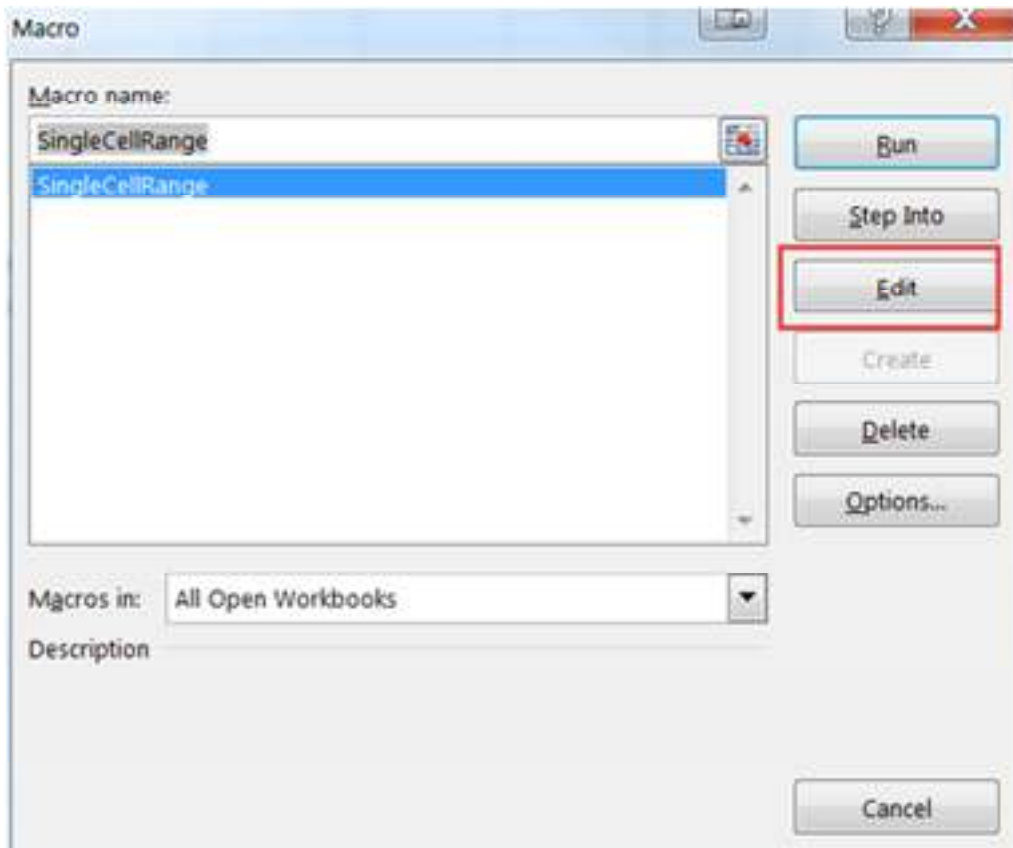 Macro
Macro name:
SingleCellRange
SingleCellRange
Run
Step Into
Edit
Create
Delete
Options...
Macros in: All Open Workbooks
Description
Cancel